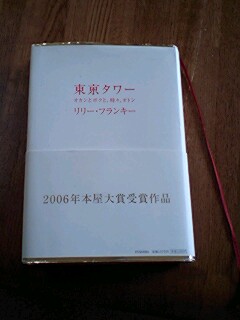 東京タワー
オカンとボクと、時々、オトン
リリー・フランキー
2006年本屋大賞受賞作品